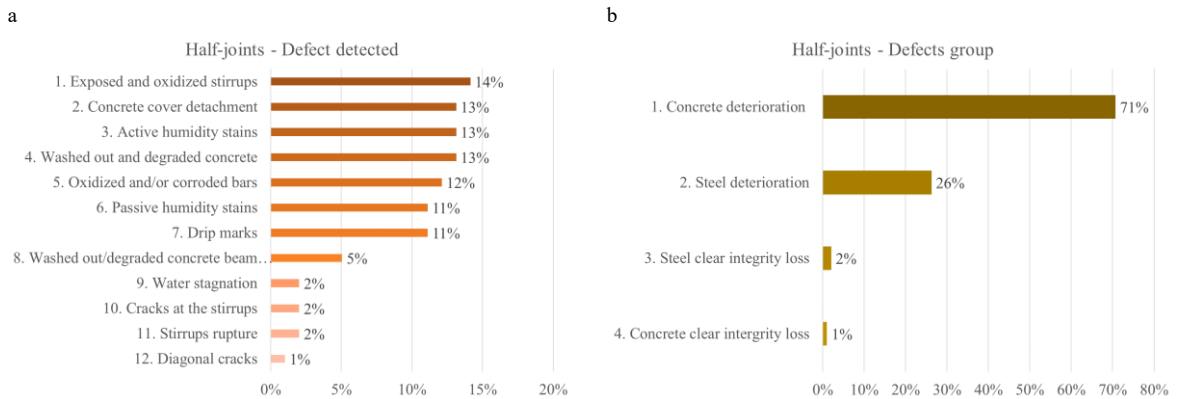 a
Half-joints - Defect detected
1. Exposed and oxidized stirrups 14%
2. Concrete cover detachment 13%
3. Active humidity stains 13%
4. Washed out and degraded concrete 13%
5. Oxidized and/or corroded bars 12%
6. Passive humidity stains 11%
7. Drip marks 11%
8. Washed out/degraded concrete beam… 5%
9. Water stagnation 2%
10. Cracks at the stirrups 2%
11. Stirrups rupture 2%
12. Diagonal cracks 1%
0% 5% 10% 15% 20%
b
Half-joints - Defects group
1. Concrete deterioration 71%
2. Steel deterioration 26%
3. Steel clear integrity loss 2%
4. Concrete clear intergrity loss 1%
0% 10% 20% 30% 40% 50% 60% 70% 80%